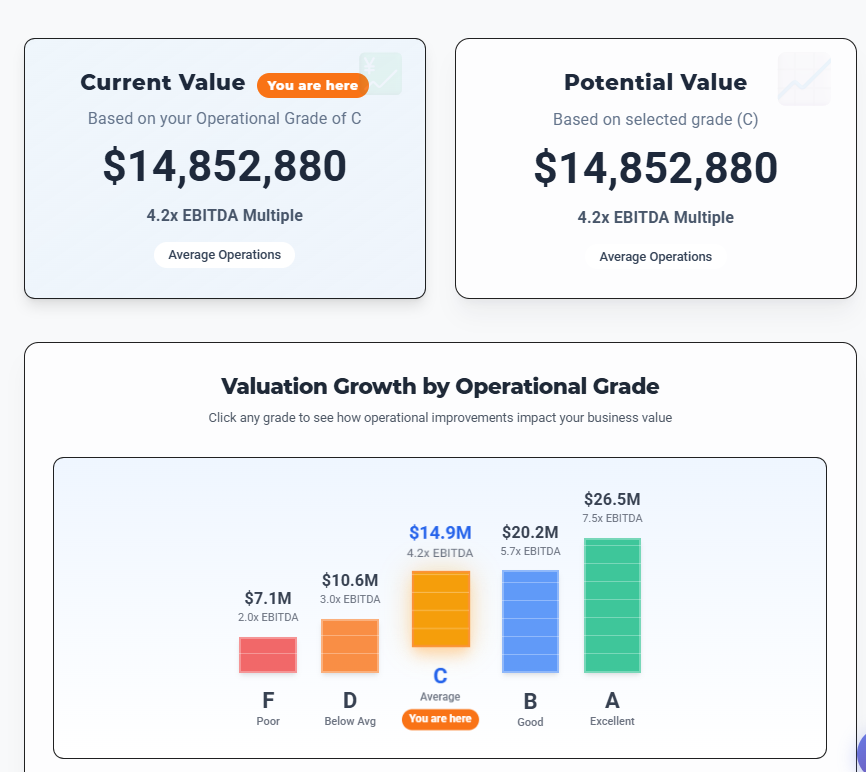 Current Value You are here
Based on your Operational Grade of C
$14,852,880
4.2x EBITDA Multiple
Average Operations
Potential Value
Based on selected grade (C)
$14,852,880
4.2x EBITDA Multiple
Average Operations
Valuation Growth by Operational Grade
Click any grade to see how operational improvements impact your business value
$7.1M
2.0x EBITDA
F
Poor
$10.6M
3.0x EBITDA
D
Below Avg
$14.9M
4.2x EBITDA
C
Average
You are here
$20.2M
5.7x EBITDA
B
Good
$26.5M
7.5x EBITDA
A
Excellent